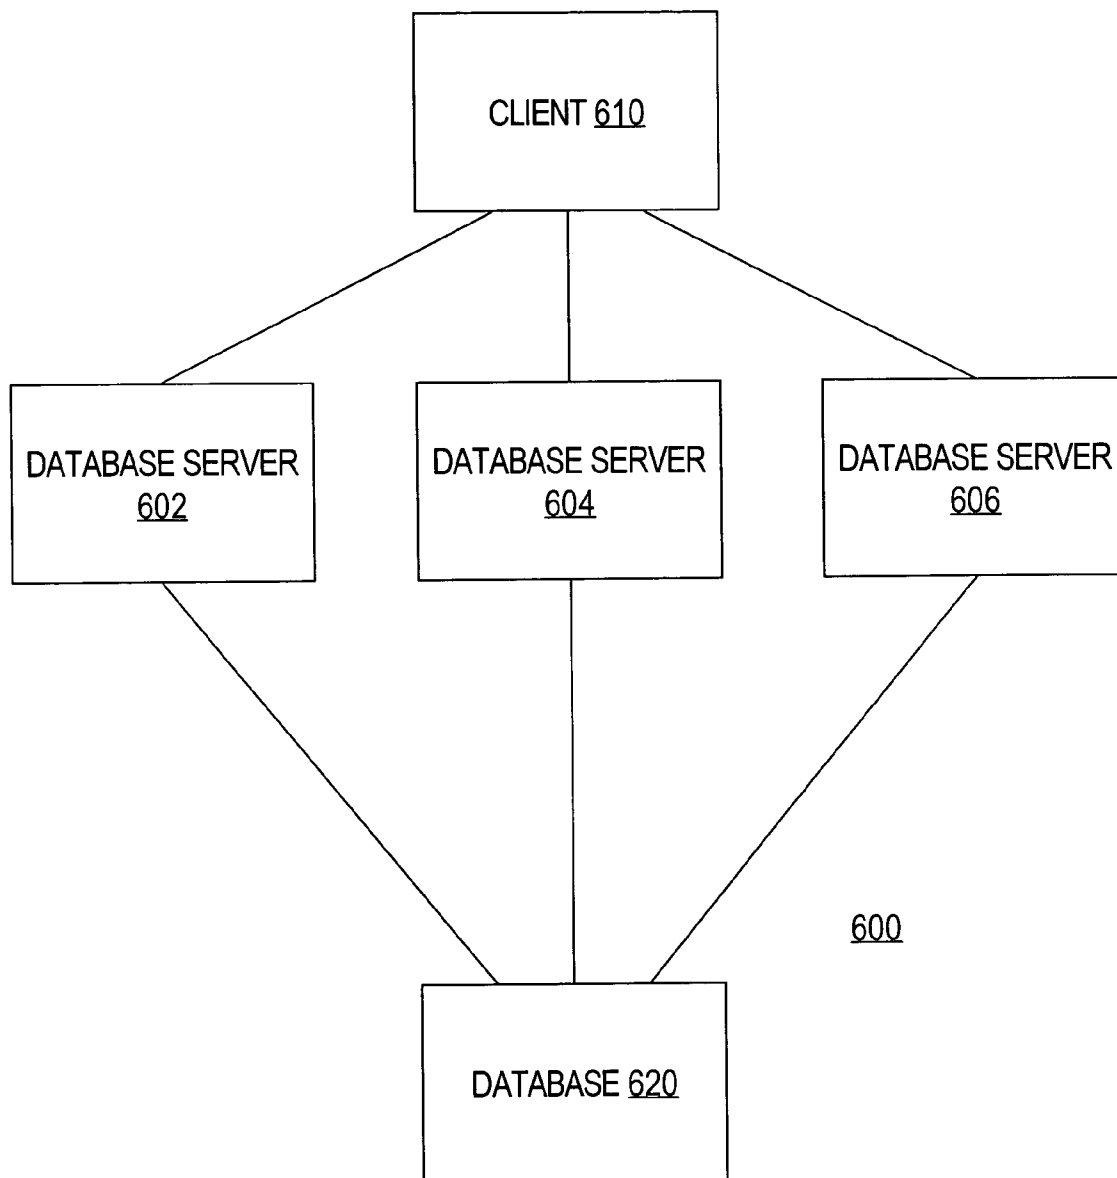 CLIENT 610
DATABASE SERVER
602
DATABASE SERVER
604
DATABASE SERVER
606
600
DATABASE 620